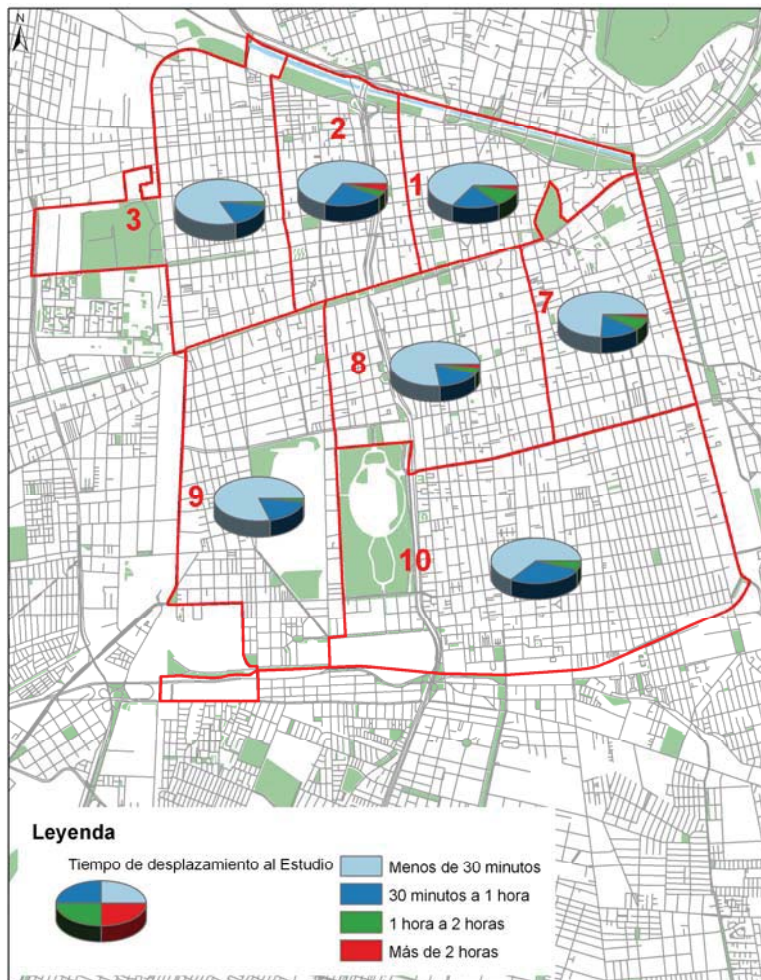 N
2
1
3
7
8
9
10
Leyenda
Tiempo de desplazamiento al Estudio
Menos de 30 minutos
30 minutos a 1 hora
1 hora a 2 horas
Más de 2 horas